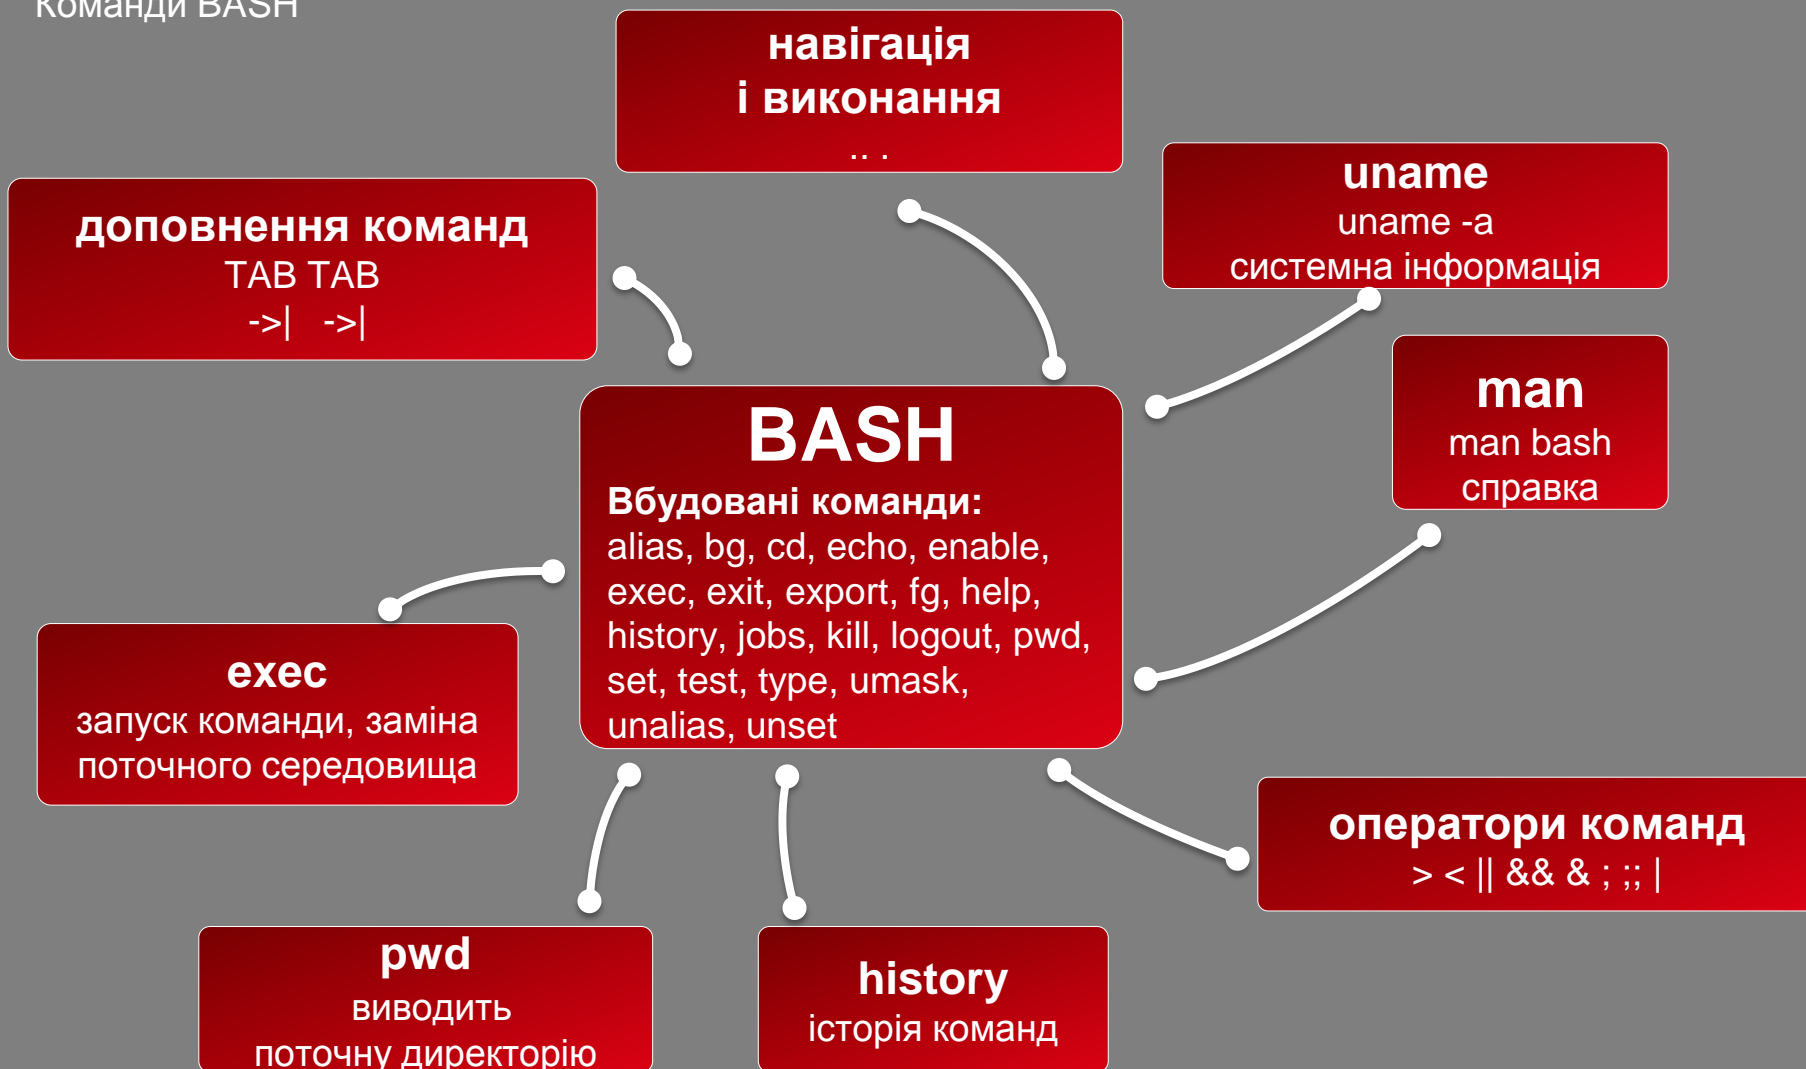 Команди BASH
навігація
і виконання
.. .
доповнення команд
TAB TAB
->| ->|
uname
uname -a
системна інформація
man
man bash
справка
BASH
Вбудовані команди:
alias, bg, cd, echo, enable,
exec, exit, export, fg, help,
history, jobs, kill, logout, pwd,
set, test, type, umask,
unalias, unset
exec
запуск команди, заміна
поточного середовища
оператори команд
> < || && & ; ;; |
pwd
виводить
поточну директорію
history
історія команд